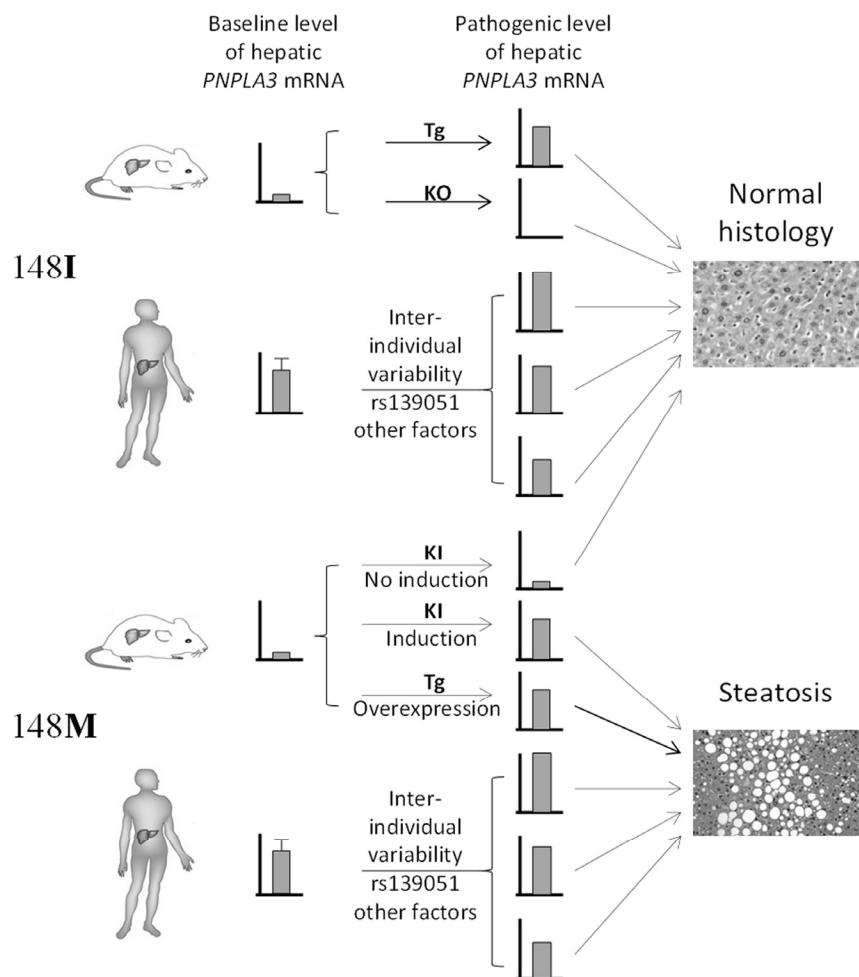 Baseline level
of hepatic
PNPLA3 mRNA
Pathogenic level
of hepatic
PNPLA3 mRNA
Tg
KO
Normal
histology
148I
Inter-
individual
variability
rs139051
other factors
KI
No induction
KI
Induction
Tg
Overexpression
Steatosis
148M
Inter-
individual
variability
rs139051
other factors